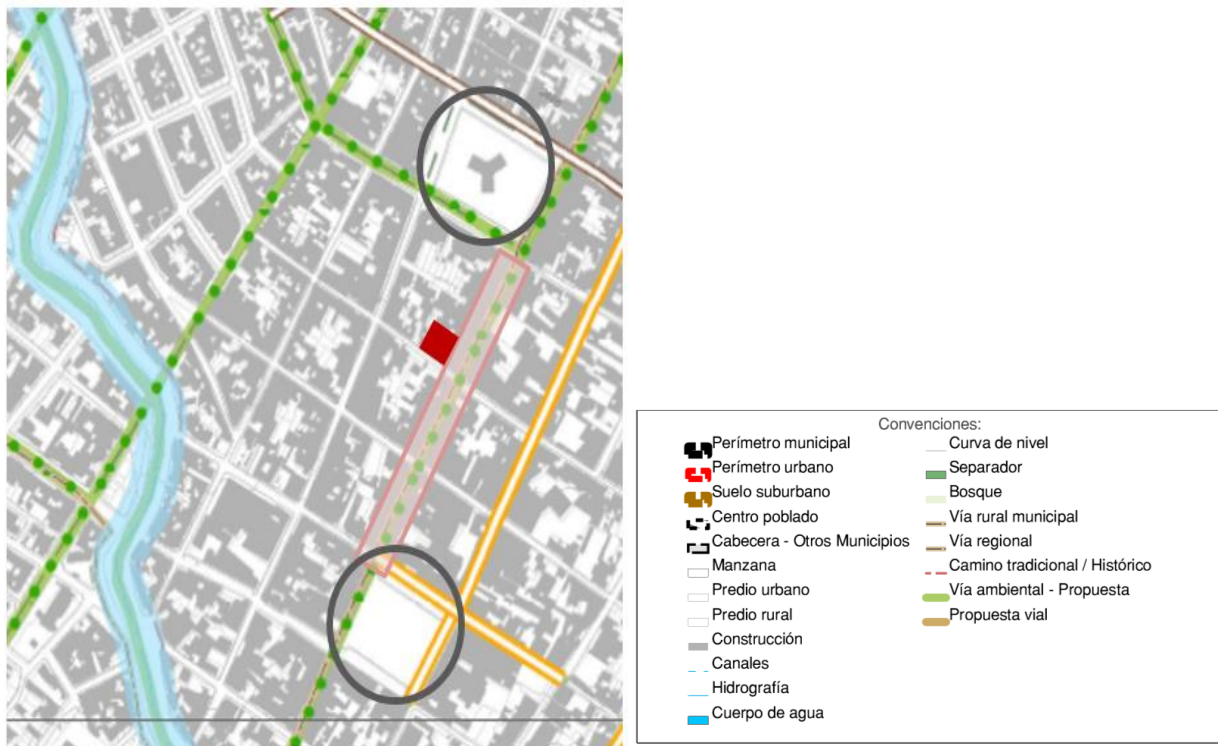 Convenciones:
Perímetro municipal
Perímetro urbano
Suelo suburbano
Centro poblado
Cabecera - Otros Municipios
Manzana
Predio urbano
Predio rural
Construcción
Canales
Hidrografía
Cuerpo de agua
Curva de nivel
Separador
Bosque
Vía rural municipal
Vía regional
Camino tradicional / Histórico
Vía ambiental - Propuesta
Propuesta vial